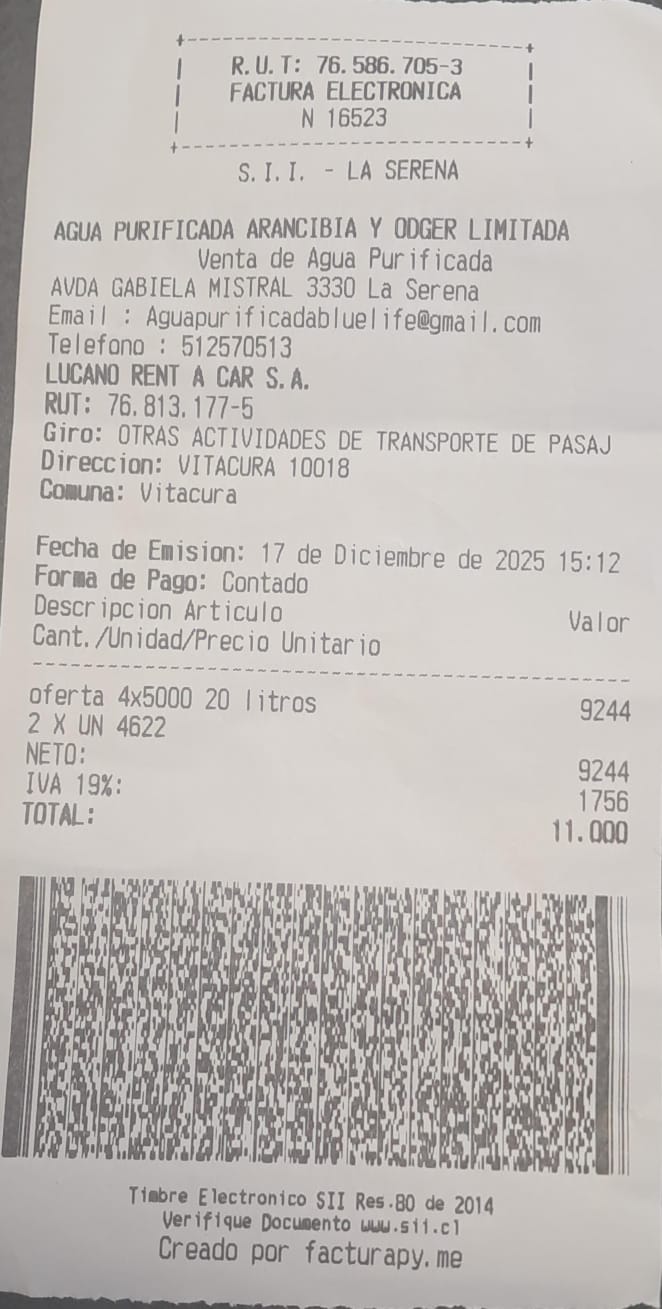 R.U.T: 76.586.705-3
FACTURA ELECTRONICA
N 16523
S.I.I. - LA SERENA
AGUA PURIFICADA ARANCIBIA Y ODGER LIMITADA
Venta de Agua Purificada
AVDA GABIELA MISTRAL 3330 La Serena
Email : Aguapurificadabluelife@gmail.com
Telefono : 512570513
LUCANO RENT A CAR S.A.
RUT: 76.813.177-5
Giro: OTRAS ACTIVIDADES DE TRANSPORTE DE PASAJ
Direccion: VITACURA 10018
Comuna: Vitacura
Fecha de Emision: 17 de Diciembre de 2025 15:12
Forma de Pago: Contado
Descripcion Articulo Valor
Cant./Unidad/Precio Unitario
oferta 4x5000 20 litros 9244
2 X UN 4622
NETO: 9244
IVA 19%: 1756
TOTAL: 11.000
Timbre Electronico SII Res.80 de 2014
Verifique Documento www.sii.cl
Creado por facturapy.me